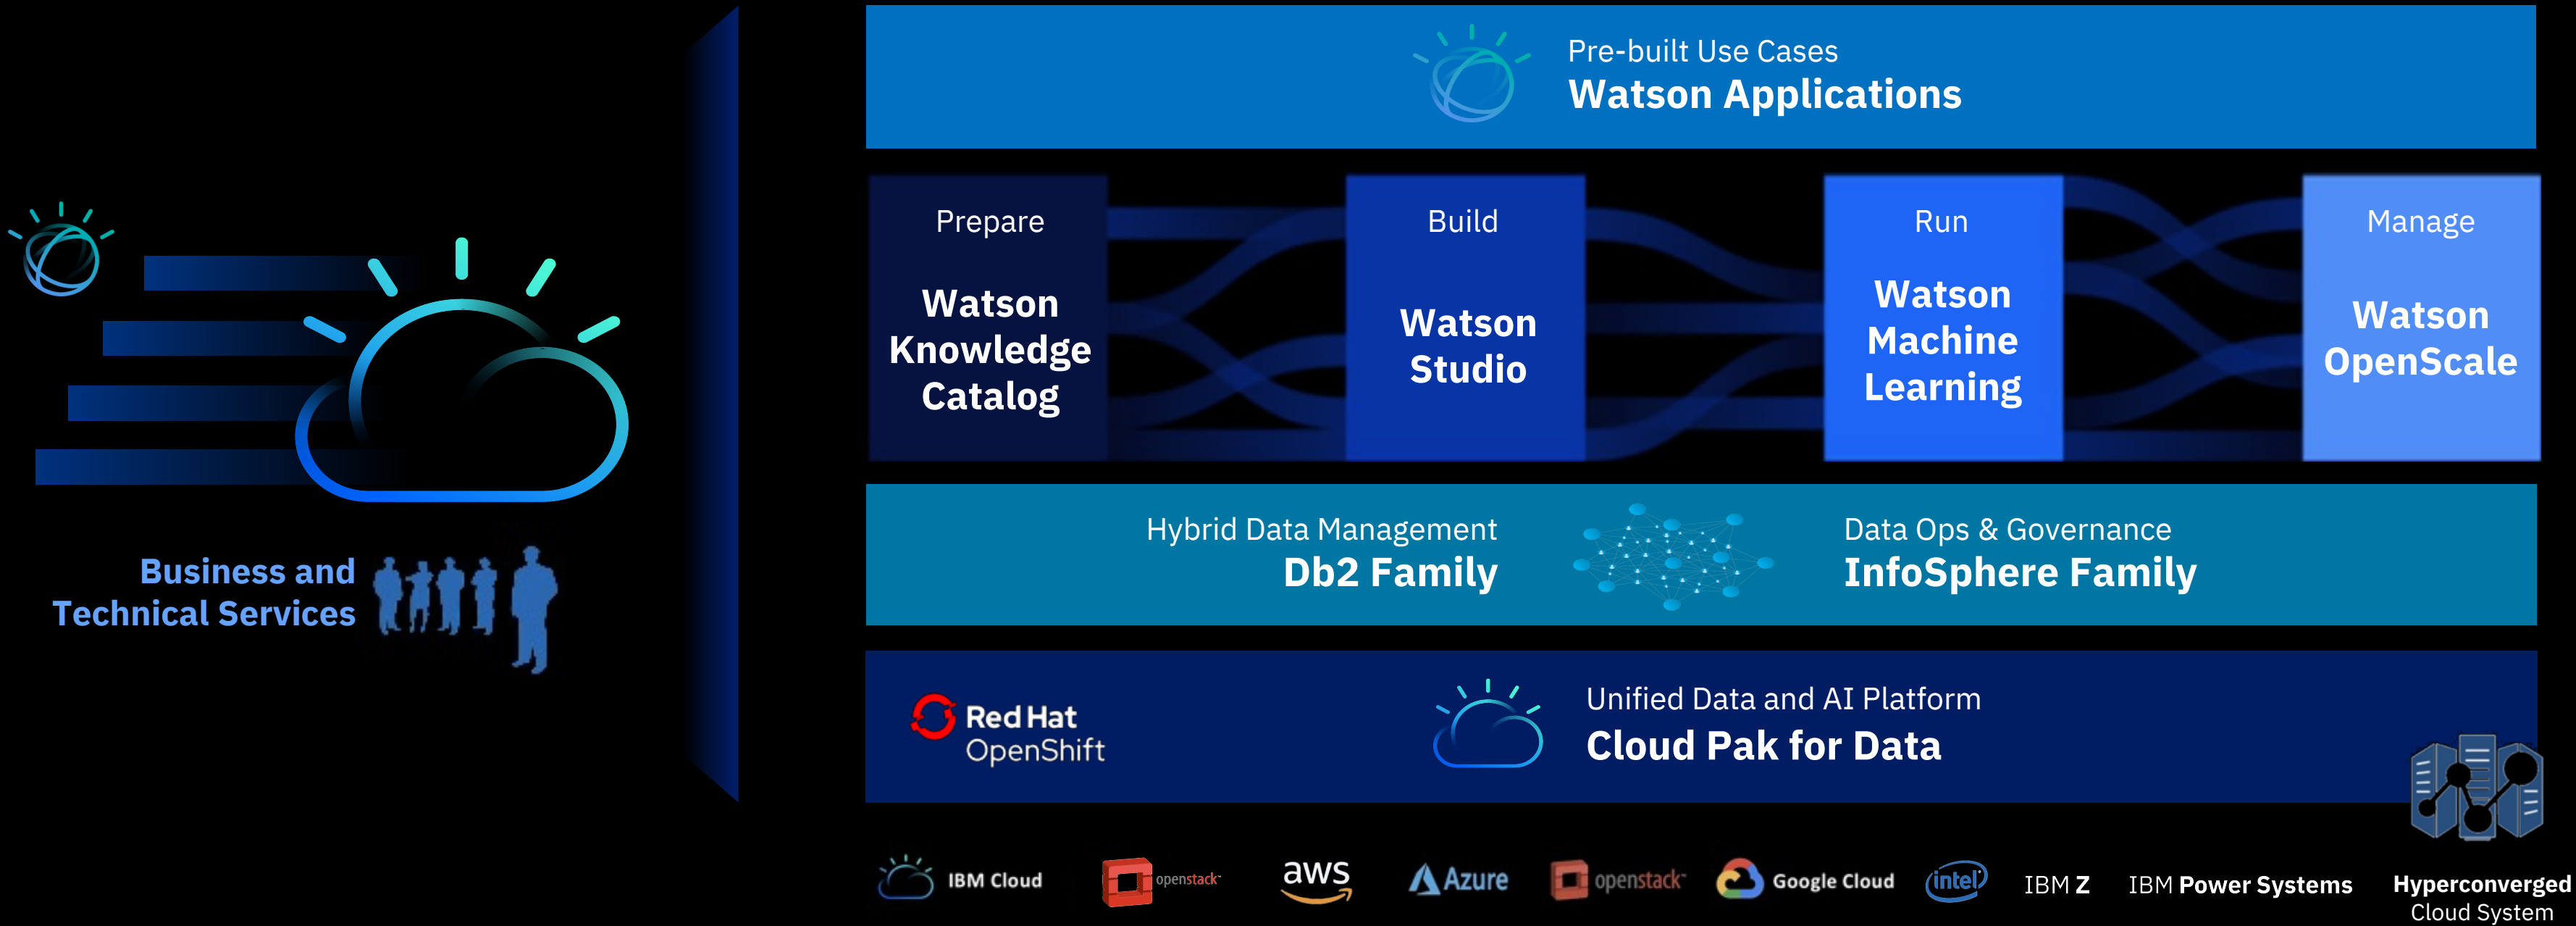 Business and
Technical Services
Pre-built Use Cases
Watson Applications
Prepare
Watson
Knowledge
Catalog
Build
Watson
Studio
Run
Watson
Machine
Learning
Manage
Watson
OpenScale
Hybrid Data Management
Db2 Family
Data Ops & Governance
InfoSphere Family
Red Hat
OpenShift
Unified Data and AI Platform
Cloud Pak for Data
IBM Cloud
openstack™
aws
Azure
openstack™
Google Cloud
intel
IBM Z
IBM Power Systems
Hyperconverged
Cloud System